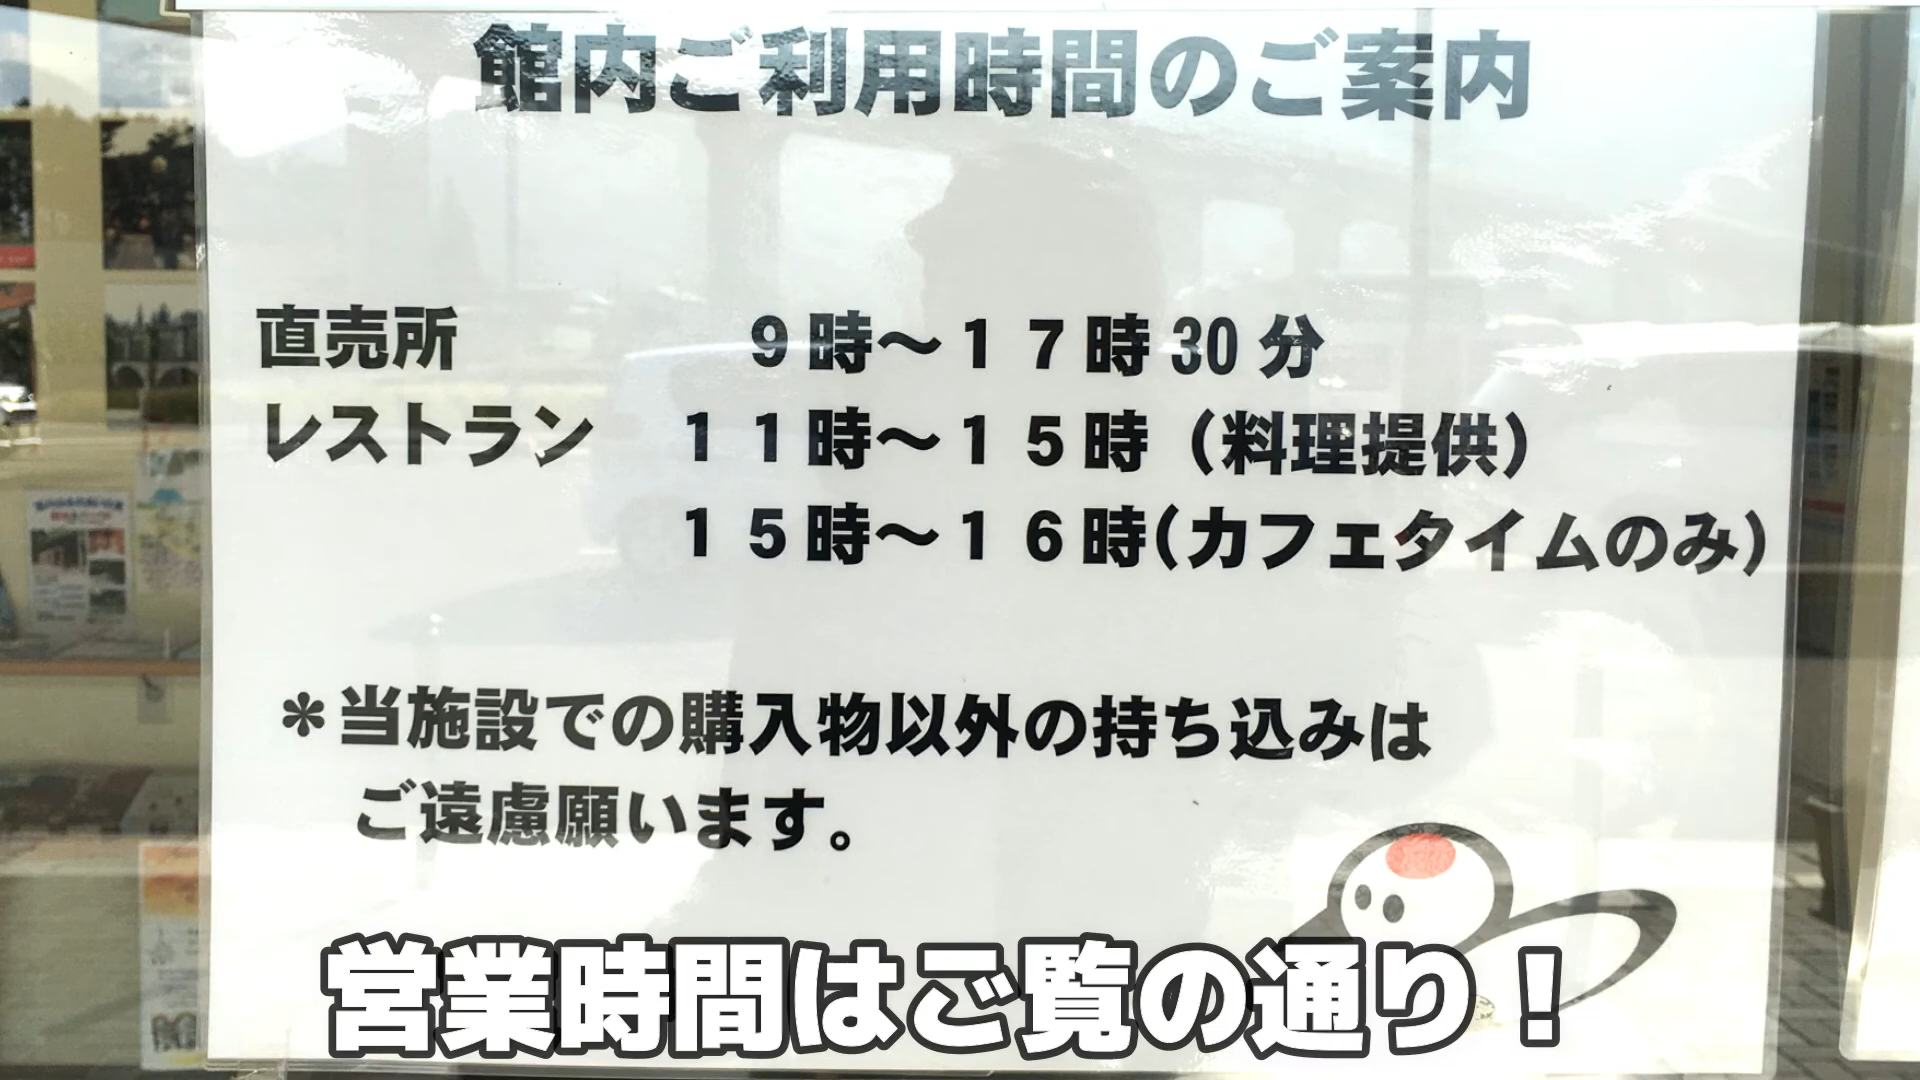 館内ご利用時間のご案内
直売所 9時～17時30分
レストラン 11時～15時（料理提供）
15時～16時(カフェタイムのみ)
＊当施設での購入物以外の持ち込みは
ご遠慮願います。
営業時間はご覧の通り！